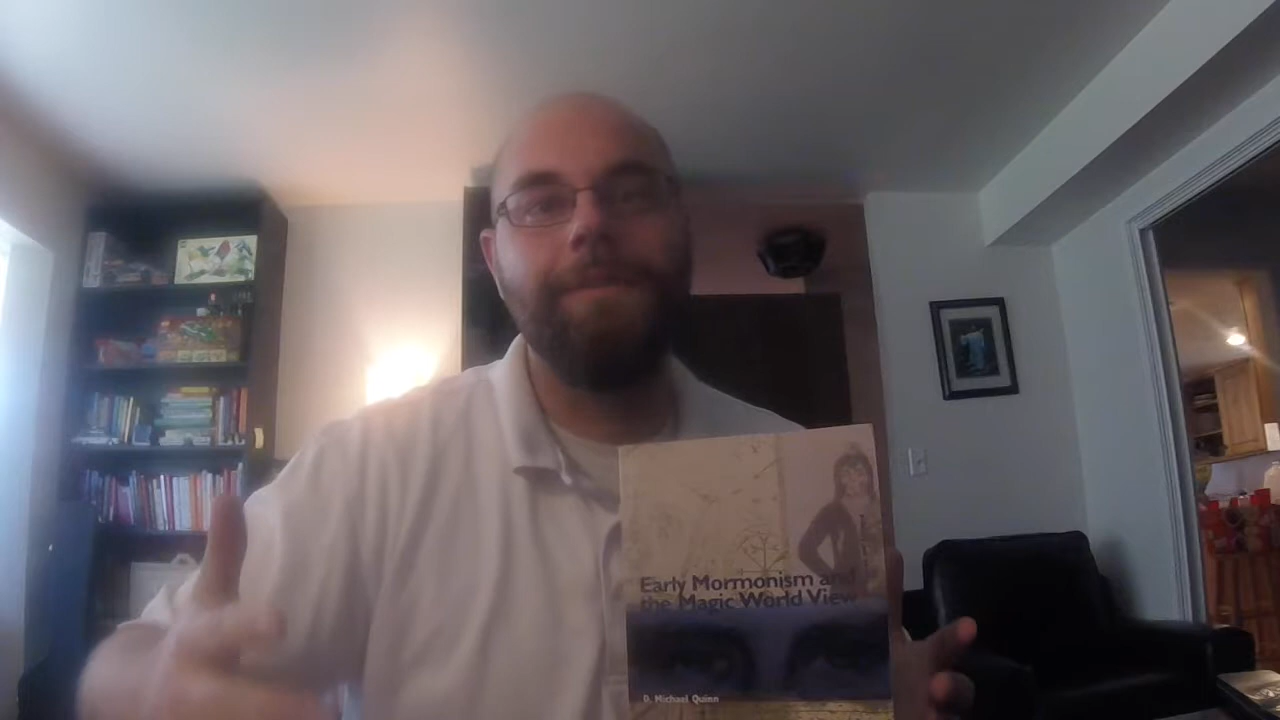 Early Mormonism and
the Magic World View
D. Michael Quinn